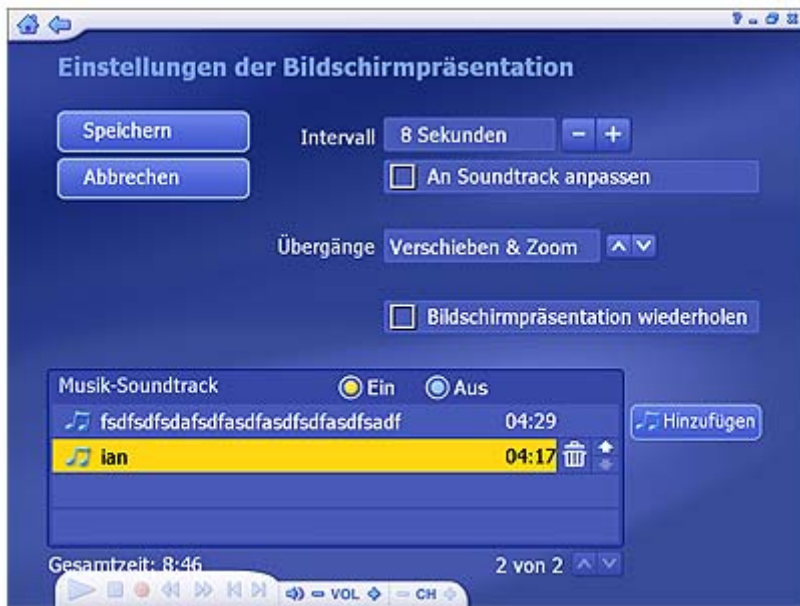 Einstellungen der Bildschirmpräsentation
Speichern
Abbrechen
Intervall 8 Sekunden - +
An Soundtrack anpassen
Übergänge Verschieben & Zoom
Bildschirmpräsentation wiederholen
Musik-Soundtrack Ein Aus
fsdfsdfsdafsdfasdfasdfsdfasdfsadf 04:29
Hinzufügen
ian 04:17
Gesamtzeit: 8:46 2 von 2
VOL CH